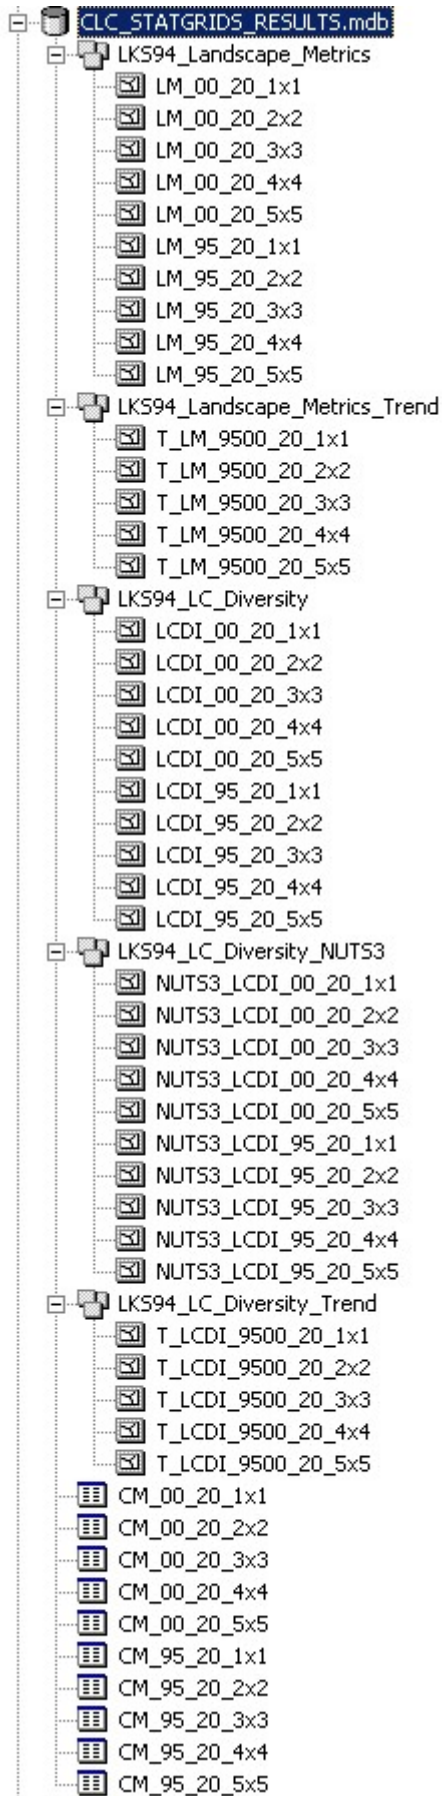 CLC_STATGRIDS_RESULTS.mdb
LKS94_Landscape_Metrics
LM_00_20_1x1
LM_00_20_2x2
LM_00_20_3x3
LM_00_20_4x4
LM_00_20_5x5
LM_95_20_1x1
LM_95_20_2x2
LM_95_20_3x3
LM_95_20_4x4
LM_95_20_5x5
LKS94_Landscape_Metrics_Trend
T_LM_9500_20_1x1
T_LM_9500_20_2x2
T_LM_9500_20_3x3
T_LM_9500_20_4x4
T_LM_9500_20_5x5
LKS94_LC_Diversity
LCDI_00_20_1x1
LCDI_00_20_2x2
LCDI_00_20_3x3
LCDI_00_20_4x4
LCDI_00_20_5x5
LCDI_95_20_1x1
LCDI_95_20_2x2
LCDI_95_20_3x3
LCDI_95_20_4x4
LCDI_95_20_5x5
LKS94_LC_Diversity_NUTS3
NUTS3_LCDI_00_20_1x1
NUTS3_LCDI_00_20_2x2
NUTS3_LCDI_00_20_3x3
NUTS3_LCDI_00_20_4x4
NUTS3_LCDI_00_20_5x5
NUTS3_LCDI_95_20_1x1
NUTS3_LCDI_95_20_2x2
NUTS3_LCDI_95_20_3x3
NUTS3_LCDI_95_20_4x4
NUTS3_LCDI_95_20_5x5
LKS94_LC_Diversity_Trend
T_LCDI_9500_20_1x1
T_LCDI_9500_20_2x2
T_LCDI_9500_20_3x3
T_LCDI_9500_20_4x4
T_LCDI_9500_20_5x5
CM_00_20_1x1
CM_00_20_2x2
CM_00_20_3x3
CM_00_20_4x4
CM_00_20_5x5
CM_95_20_1x1
CM_95_20_2x2
CM_95_20_3x3
CM_95_20_4x4
CM_95_20_5x5